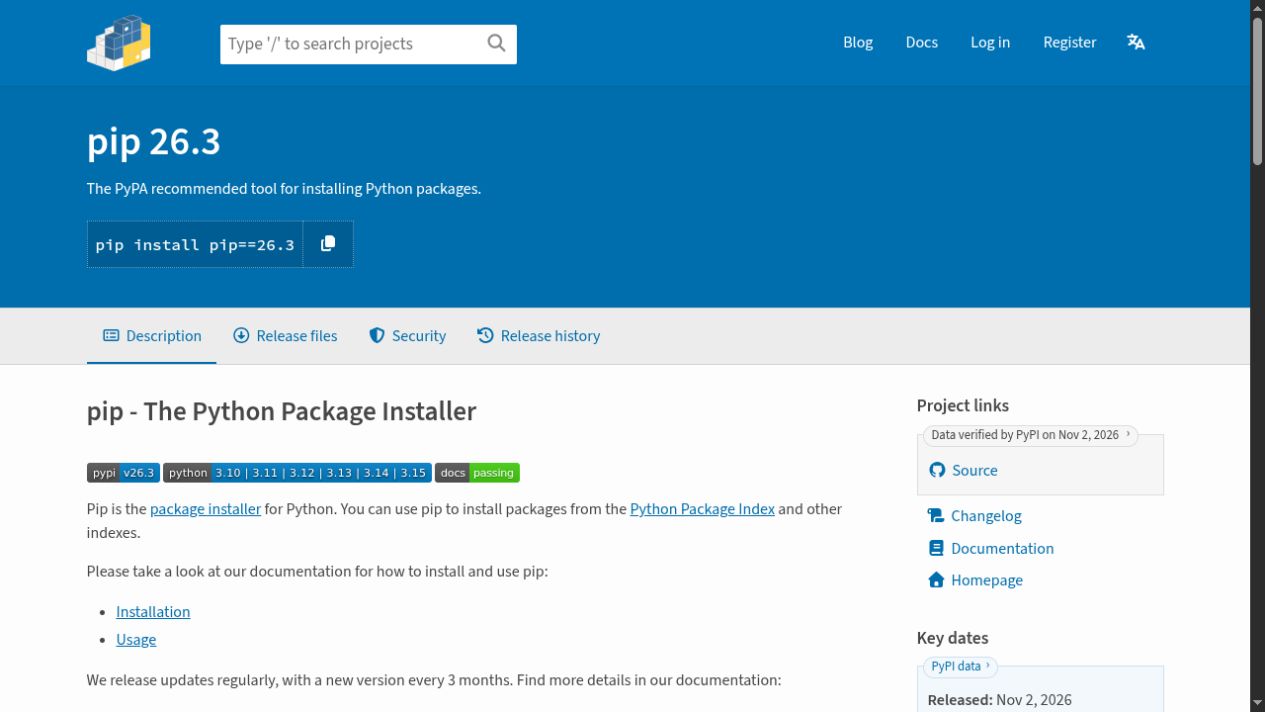 Type '/' to search projects
Blog
Docs
Log in
Register
pip 26.3
The PyPA recommended tool for installing Python packages.
pip install pip==26.3
Description
Release files
Security
Release history
pip - The Python Package Installer
pypi v26.3
python 3.10 | 3.11 | 3.12 | 3.13 | 3.14 | 3.15
docs passing
Pip is the package installer for Python. You can use pip to install packages from the Python Package Index and other
indexes.
Please take a look at our documentation for how to install and use pip:
Installation
Usage
We release updates regularly, with a new version every 3 months. Find more details in our documentation:
Project links
Data verified by PyPI on Nov 2, 2026
Source
Changelog
Documentation
Homepage
Key dates
PyPI data
Released: Nov 2, 2026